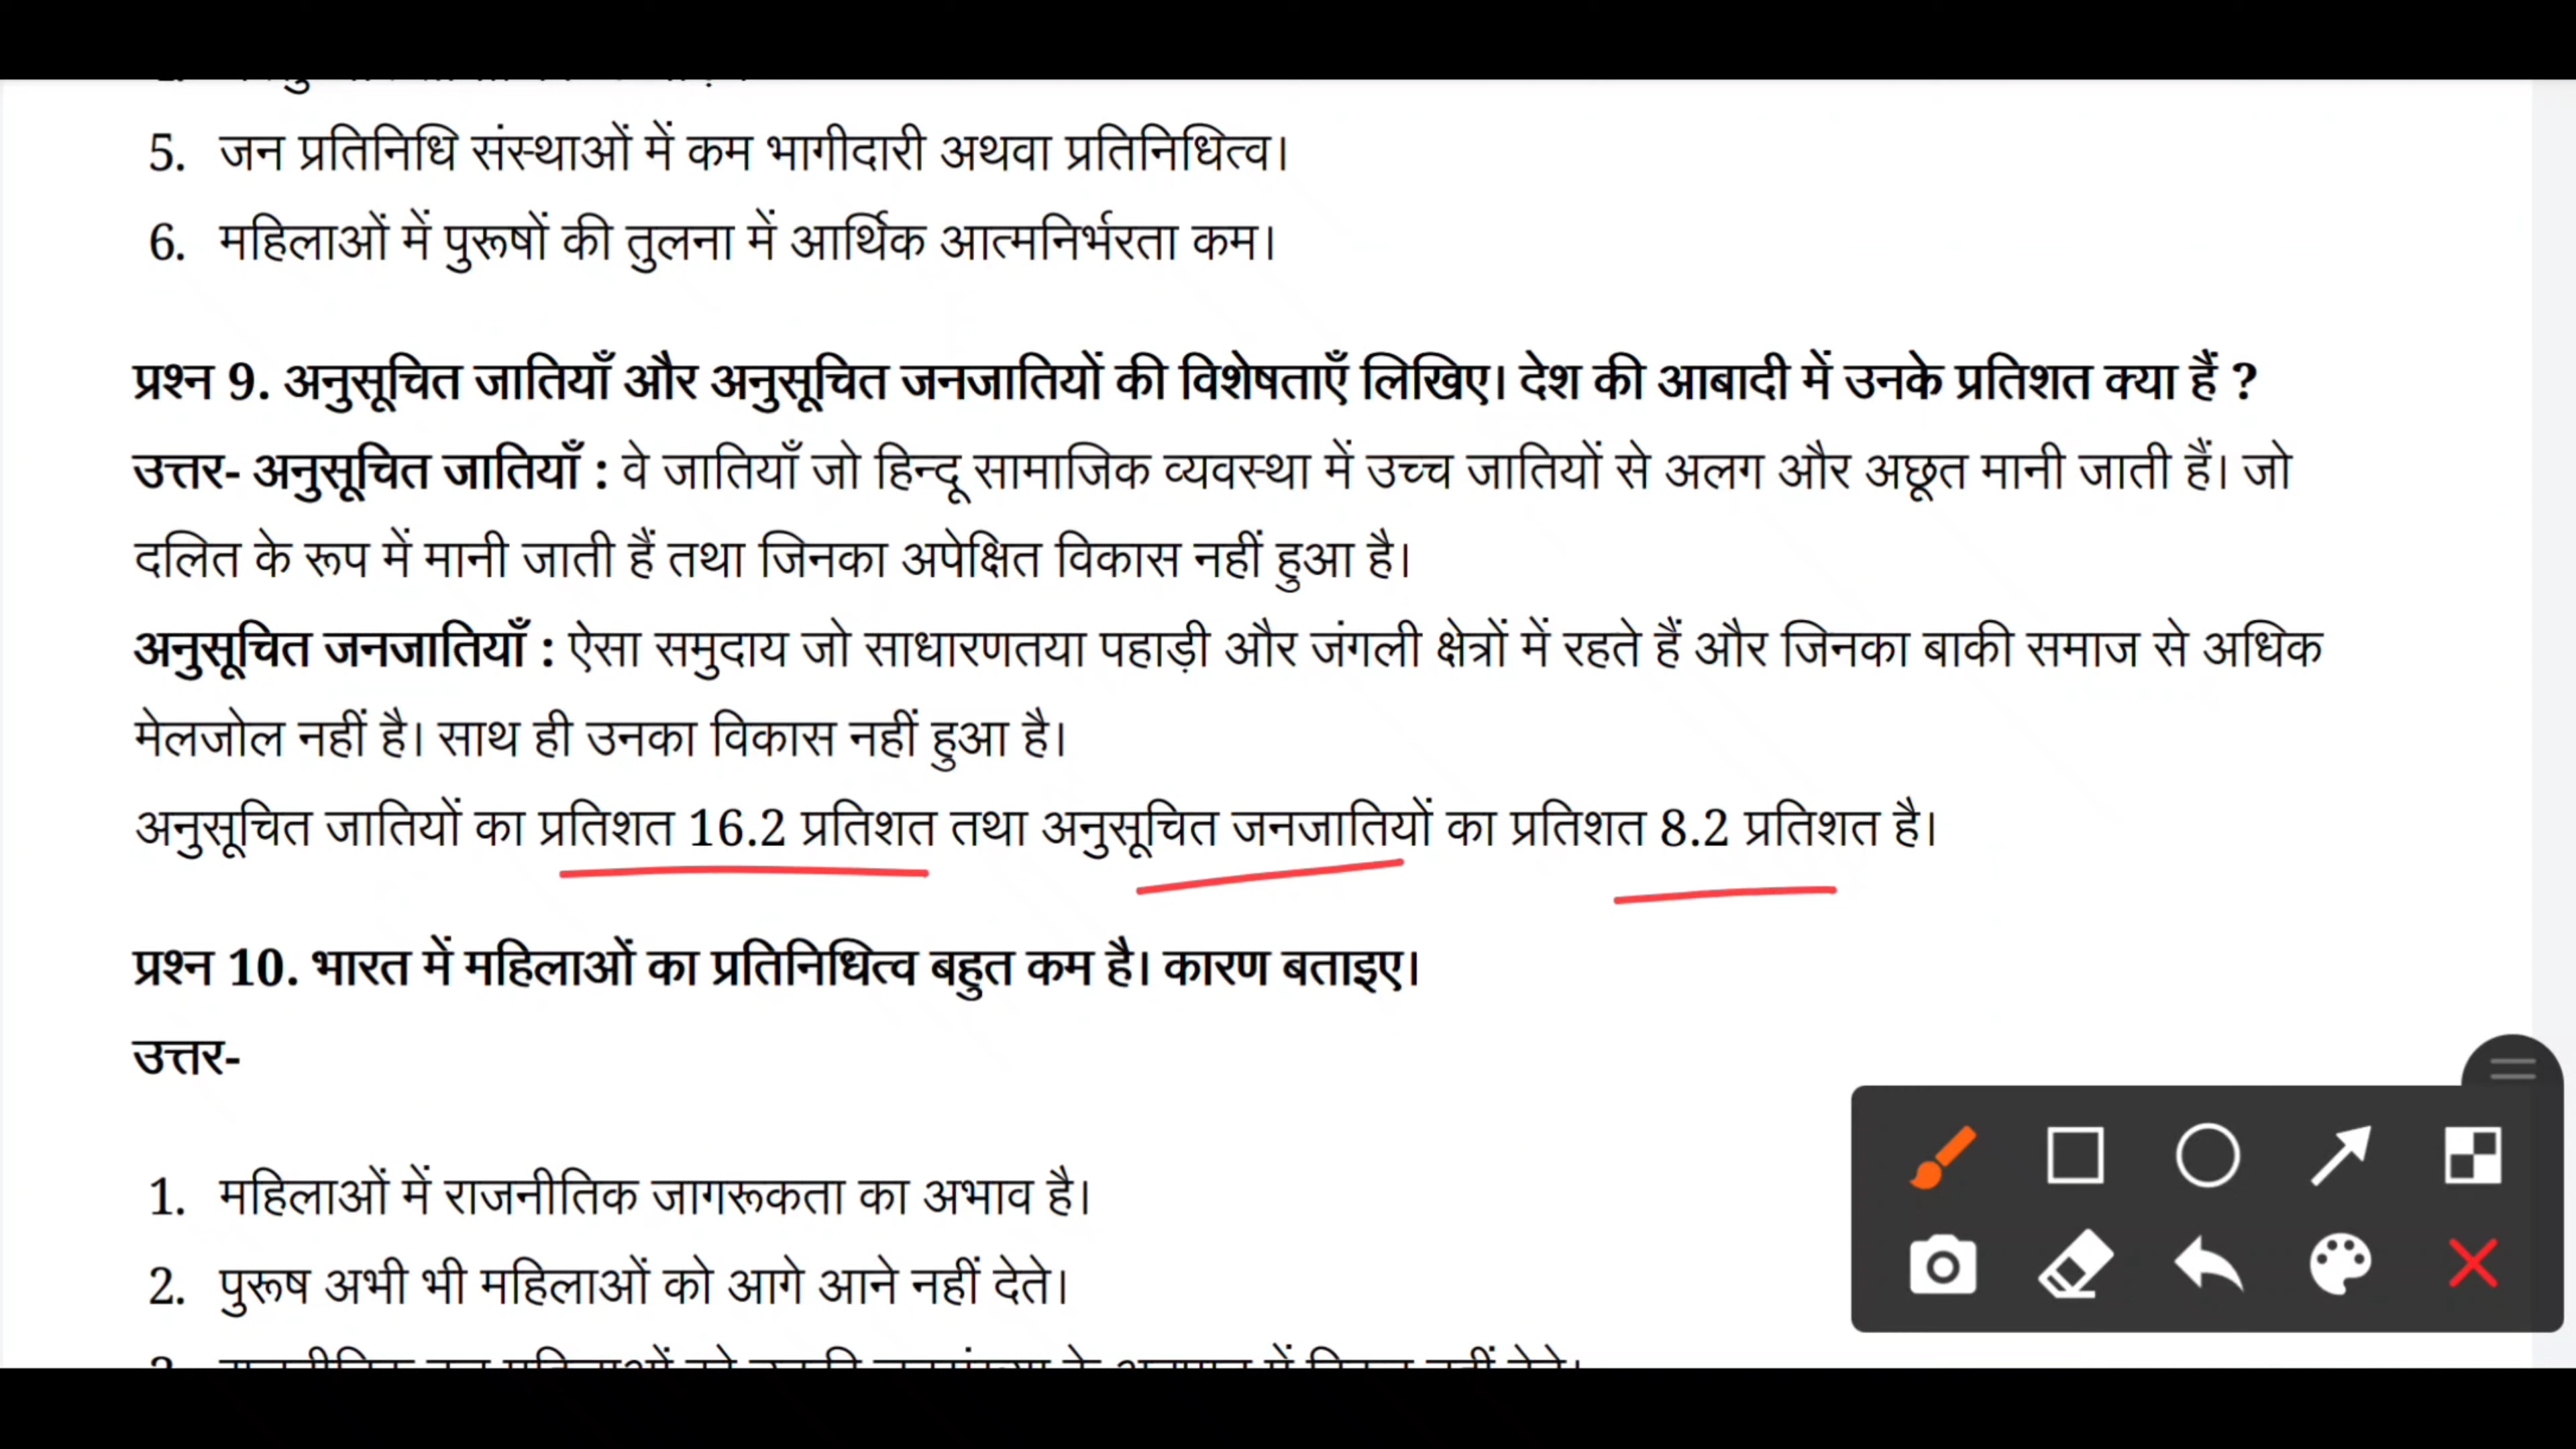 5. जन प्रतिनिधि संस्थाओं में कम भागीदारी अथवा प्रतिनिधित्व।
6. महिलाओं में पुरूषों की तुलना में आर्थिक आत्मनिर्भरता कम।
प्रश्न 9. अनुसूचित जातियाँ और अनुसूचित जनजातियों की विशेषताएँ लिखिए। देश की आबादी में उनके प्रतिशत क्या हैं ?
उत्तर- अनुसूचित जातियाँ : वे जातियाँ जो हिन्दू सामाजिक व्यवस्था में उच्च जातियों से अलग और अछूत मानी जाती हैं। जो
दलित के रूप में मानी जाती हैं तथा जिनका अपेक्षित विकास नहीं हुआ है।
अनुसूचित जनजातियाँ : ऐसा समुदाय जो साधारणतया पहाड़ी और जंगली क्षेत्रों में रहते हैं और जिनका बाकी समाज से अधिक
मेलजोल नहीं है। साथ ही उनका विकास नहीं हुआ है।
अनुसूचित जातियों का प्रतिशत 16.2 प्रतिशत तथा अनुसूचित जनजातियों का प्रतिशत 8.2 प्रतिशत है।
प्रश्न 10. भारत में महिलाओं का प्रतिनिधित्व बहुत कम है। कारण बताइए।
उत्तर-
1. महिलाओं में राजनीतिक जागरूकता का अभाव है।
2. पुरूष अभी भी महिलाओं को आगे आने नहीं देते।